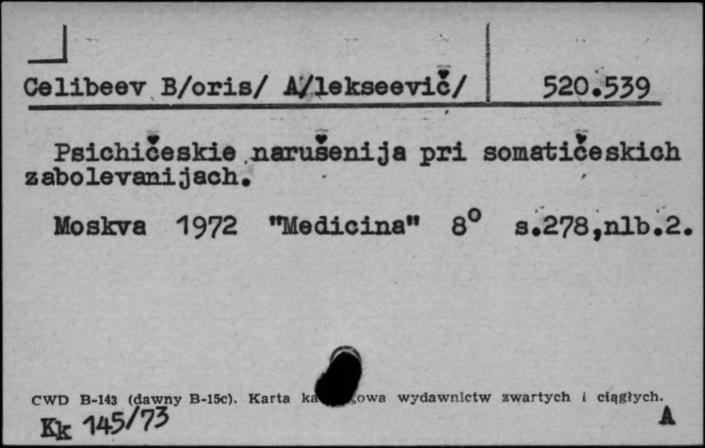 Celibeev B/oris/ A/lekseevič/ 520.539
Psichičeskie narušenija pri somatičeskich
zabolevanijach.
Moskva 1972 "Medicina" 8° s.278,nlb.2.
CWD B-143 (dawny B-15c). Karta wydawnictw zwartych i ciągłych.
Kk 145/73 A